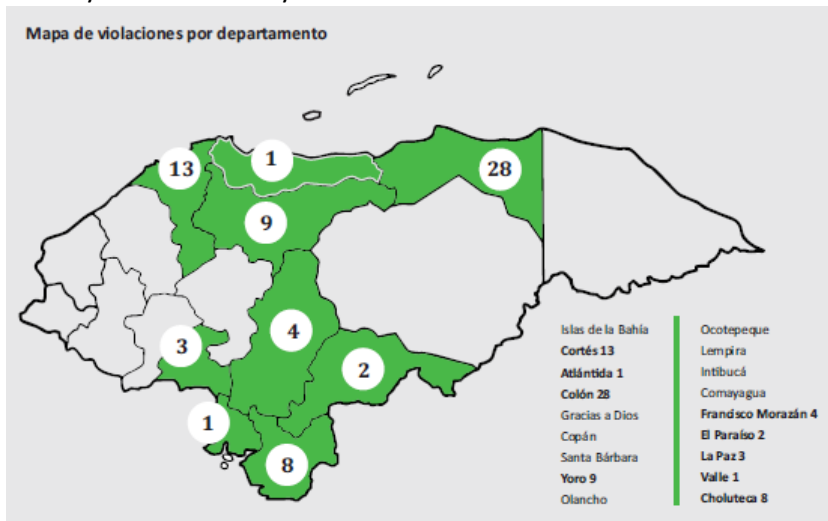 Mapa de violaciones por departamento
1
13
28
9
4
3
2
1
8
Islas de la Bahía
Cortés 13
Atlántida 1
Colón 28
Gracias a Dios
Copán
Santa Bárbara
Yoro 9
Olancho
Ocotepeque
Lempira
Intibucá
Comayagua
Francisco Morazán 4
El Paraíso 2
La Paz 3
Valle 1
Choluteca 8